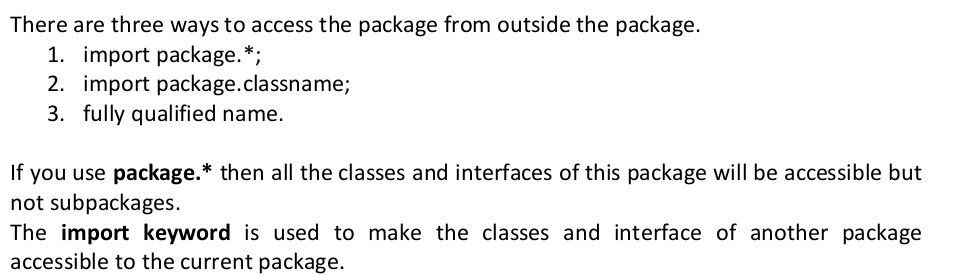 There are three ways to access the package from outside the package.
1. import package.*;
2. import package.classname;
3. fully qualified name.
If you use package.* then all the classes and interfaces of this package will be accessible but
not subpackages.
The import keyword is used to make the classes and interface of another package
accessible to the current package.